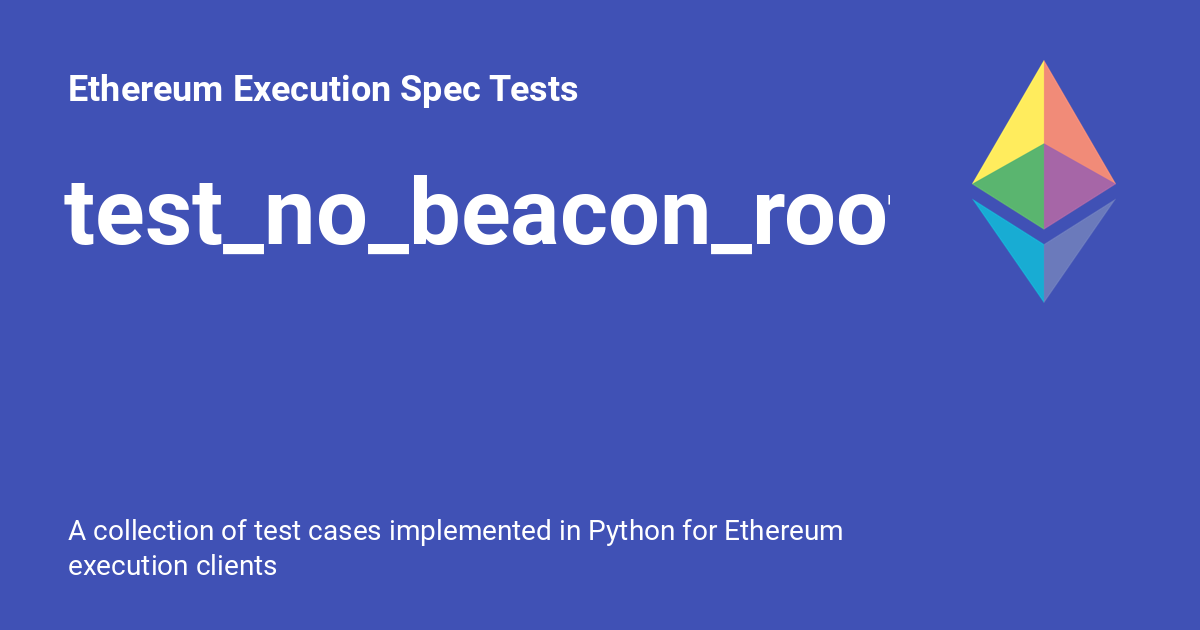 Ethereum Execution Spec Tests
test_no_beacon_roo
A collection of test cases implemented in Python for Ethereum
execution clients